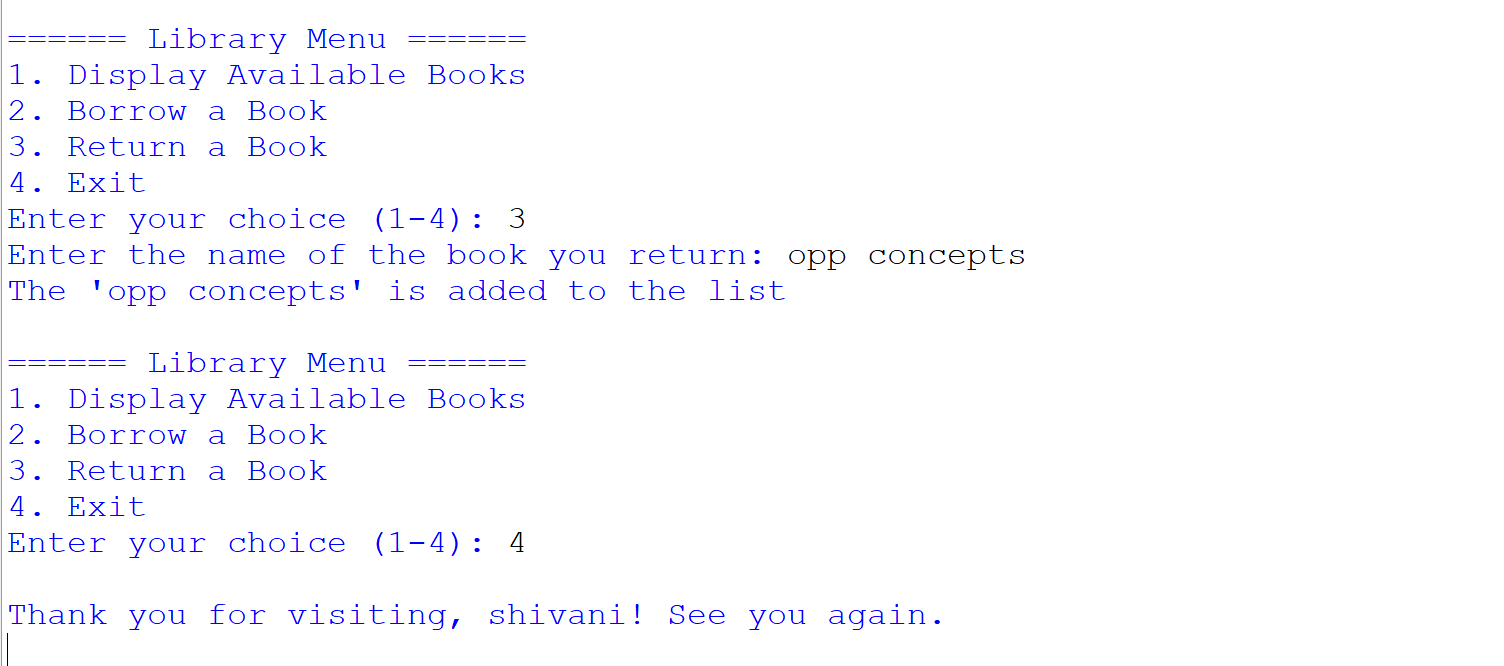 ====== Library Menu ======
1. Display Available Books
2. Borrow a Book
3. Return a Book
4. Exit
Enter your choice (1-4): 3
Enter the name of the book you return: opp concepts
The 'opp concepts' is added to the list
====== Library Menu ======
1. Display Available Books
2. Borrow a Book
3. Return a Book
4. Exit
Enter your choice (1-4): 4
Thank you for visiting, shivani! See you again.